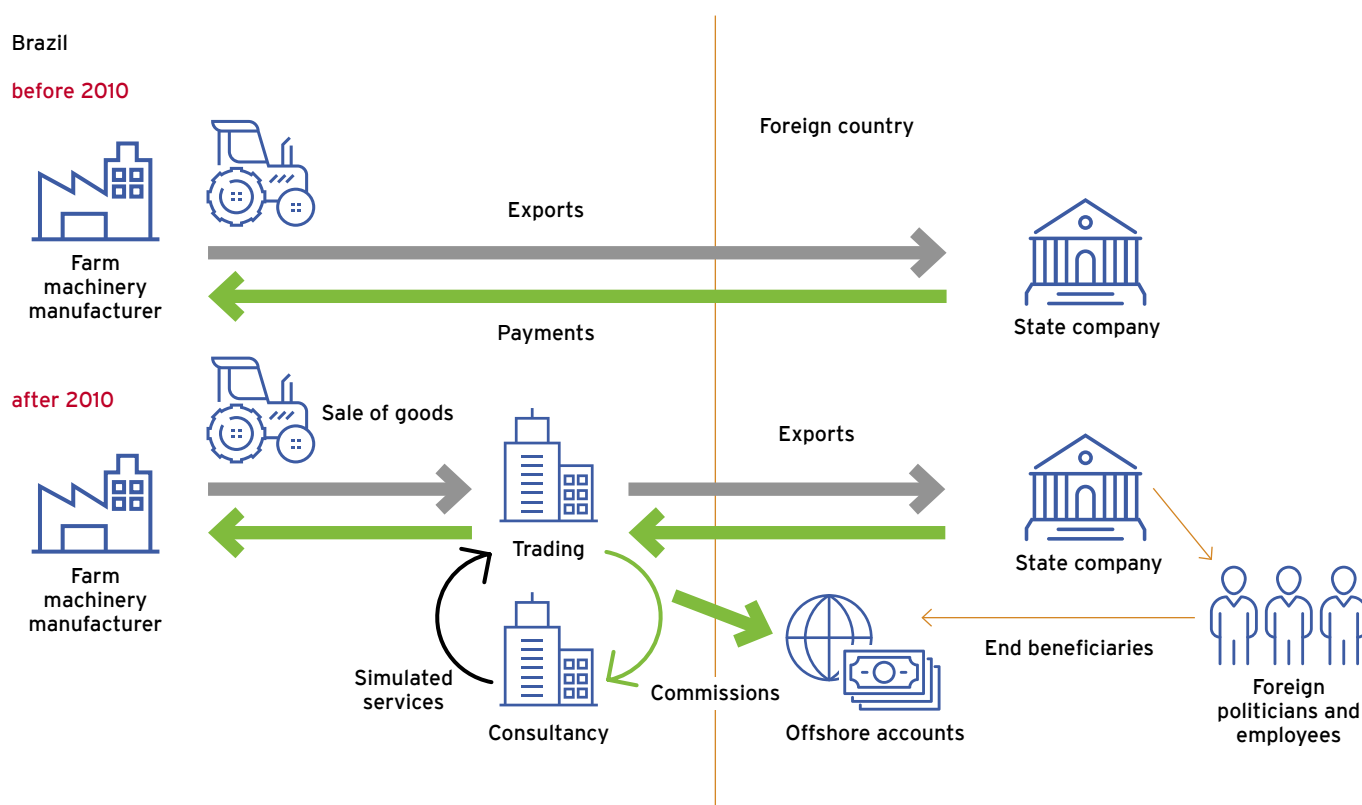 Brazil
before 2010
Foreign country
Exports
Farm
machinery
manufacturer
State company
Payments
after 2010
Sale of goods
Exports
Trading
State company
Farm
machinery
manufacturer
End beneficiaries
Simulated
services
Commissions
Foreign
politicians and
employees
Consultancy
Offshore accounts